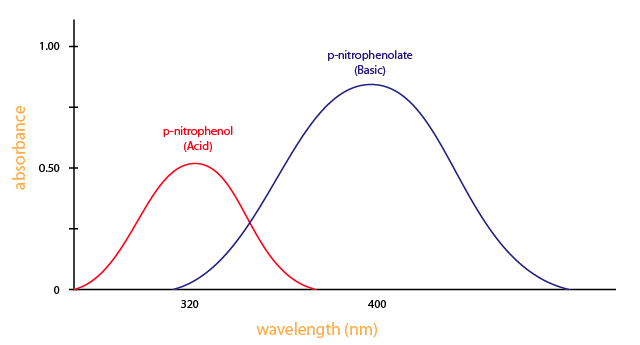 1.00
p-nitrophenolate
(Basic)
p-nitrophenol
(Acid)
absorbance
0.50
0
320
400
wavelength (nm)